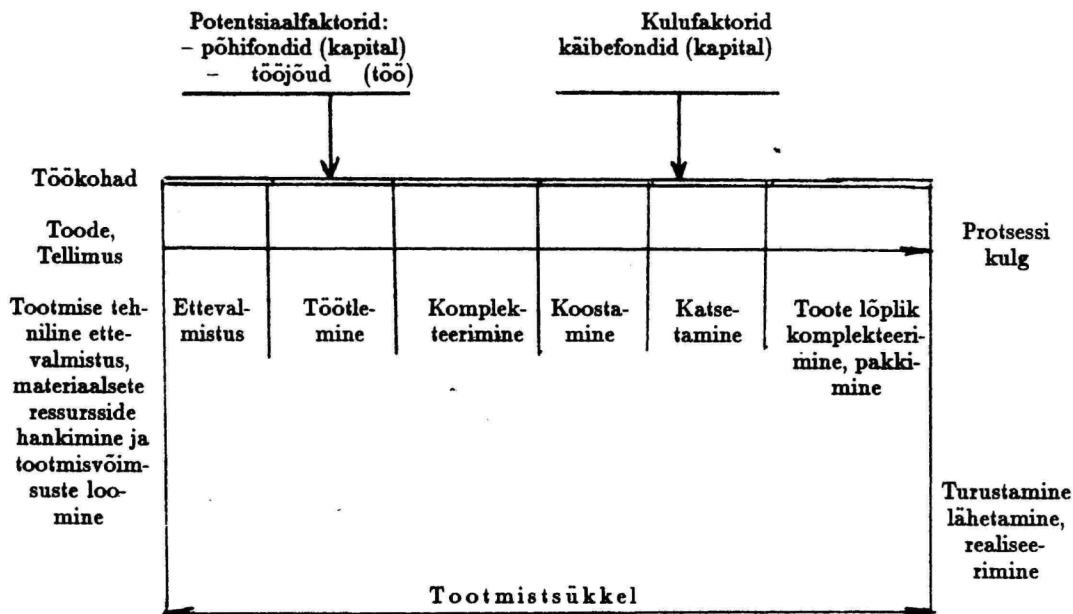 Potentsiaalfaktorid:
– põhifondid (kapital)
– tööjõud (töö)
Kulufaktorid
käibefondid (kapital)
Töökohad
Toode,
Tellimus
Protsessi
kulg
Tootmise teh-
niline ette-
valmistus,
materiaalsete
ressursside
hankimine ja
tootmisvõim-
suste loo-
mine
Etteval-
mistus
Töötle-
mine
Komplek-
teerimine
Koosta-
mine
Katse-
tamine
Toote lõplik
komplekteeri-
mine, pakki-
mine
Turustamine
lähetamine,
realisee-
rimine
Tootmistsükkel